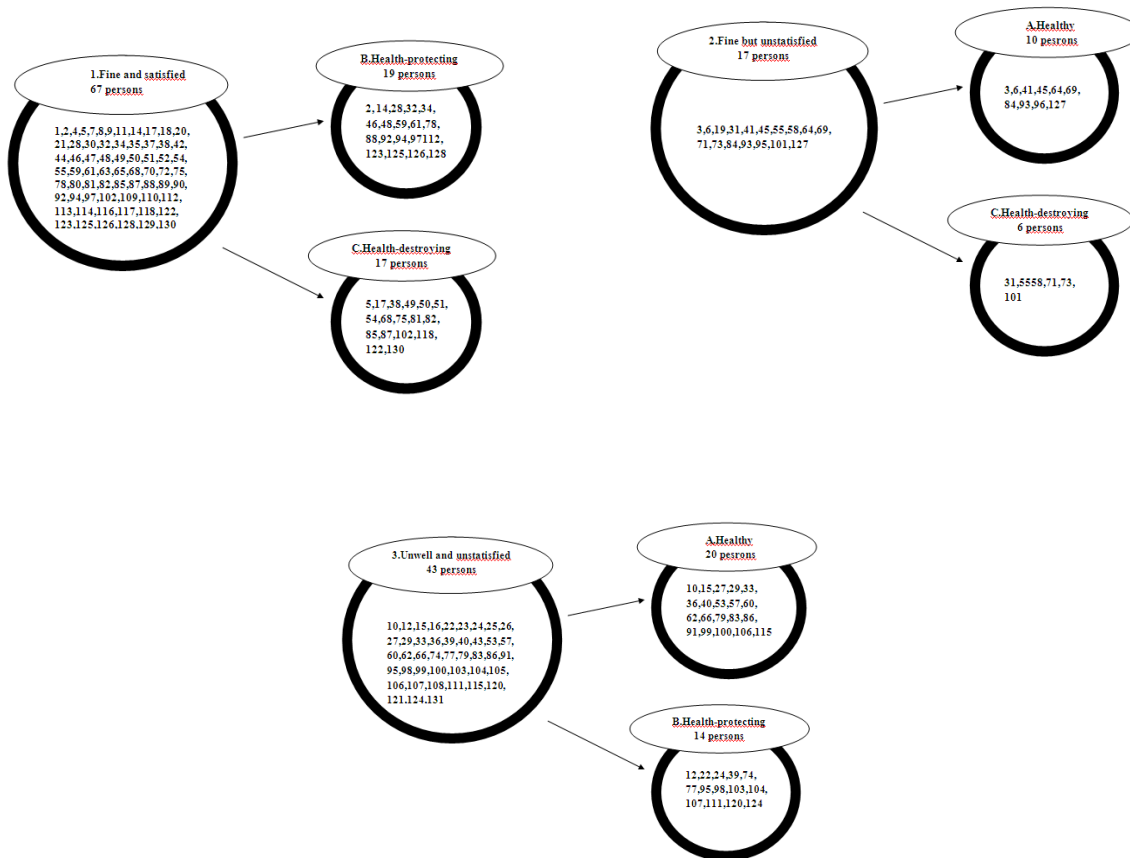 1.Fine and satisfied
67 persons
1,2,4,5,7,8,9,11,14,17,18,20,
21,28,30,32,34,35,37,38,42
44,46,47,48,49,50,51,52,54,
55,59,61,63,65,68,70,72,75,
78,80,81,82,85,87,88,89,90,
92,94,97,102,109,110,112,
113,114,116,117,118,122,
123,125,126,128,129,130
B.Health-protecting
19 persons
2,14,28,32,34,
46,48,59,61,78,
88,92,94,97112,
123,125,126,128
C.Health-destroying
17 persons
5,17,38,49,50,51,
54,68,75,81,82,
85,87,102,118,
122,130
2.Fine but unstatisfied
17 persons
3,6,19,31,41,45,55,58,64,69,
71,73,84,93,95,101,127
A.Healthy
10 pesrons
3,6,41,45,64,69,
84,93,96,127
C.Health-destroying
6 persons
31,5558,71,73,
101
3.Unwell and unstatisfied
43 persons
10,12,15,16,22,23,24,25,26,
27,29,33,36,39,40,43,53,57,
60,62,66,74,77,79,83,86,91,
95,98,99,100,103,104,105,
106,107,108,111,115,120,
121,124,131
A.Healthy
20 pesrons
10,15,27,29,33,
36,40,53,57,60,
62,66,79,83,86,
91,99,100,106,115
B.Health-protecting
14 persons
12,22,24,39,74,
77,95,98,103,104,
107,111,120,124